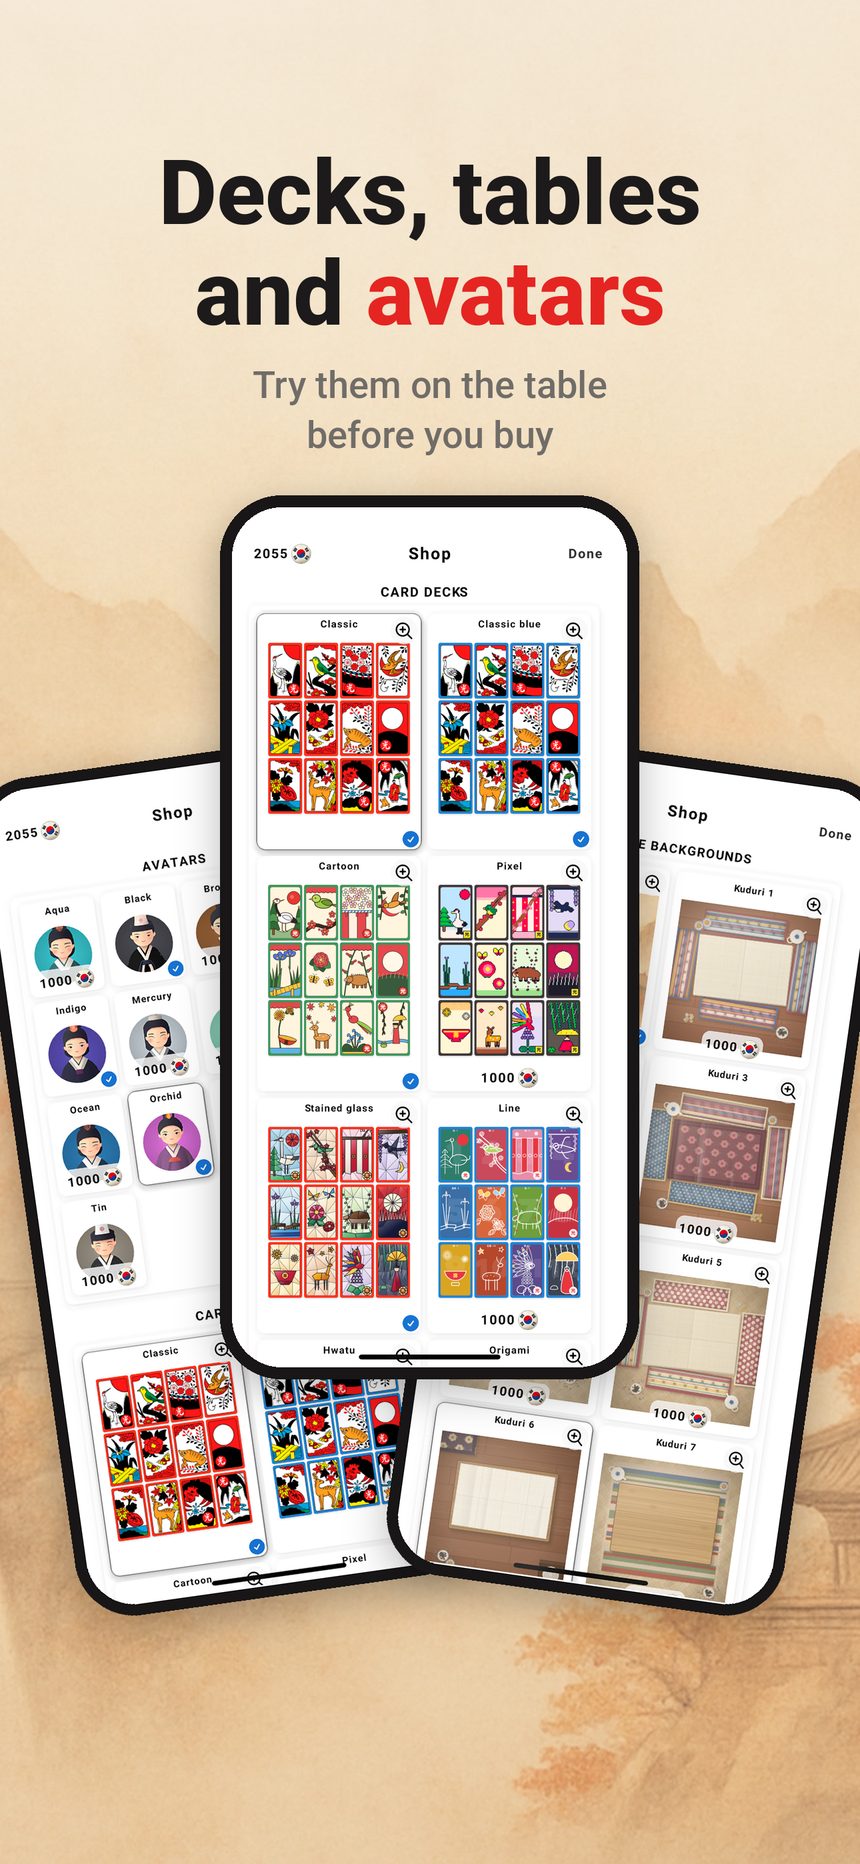 Decks, tables
and avatars
Try them on the table
before you buy
2055
Shop
Done
CARD DECKS
Classic
Classic blue
Cartoon
Pixel
1000
Stained glass
Line
1000
Hwatu
Origami
2055
Shop
AVATARS
Aqua
Black
1000
Indigo
Mercury
1000
Ocean
Orchid
1000
Tin
1000
Classic
Cartoon
Pixel
Shop
Done
BACKGROUNDS
Kuduri 1
1000
Kuduri 3
1000
Kuduri 5
1000
1000
Kuduri 6
Kuduri 7